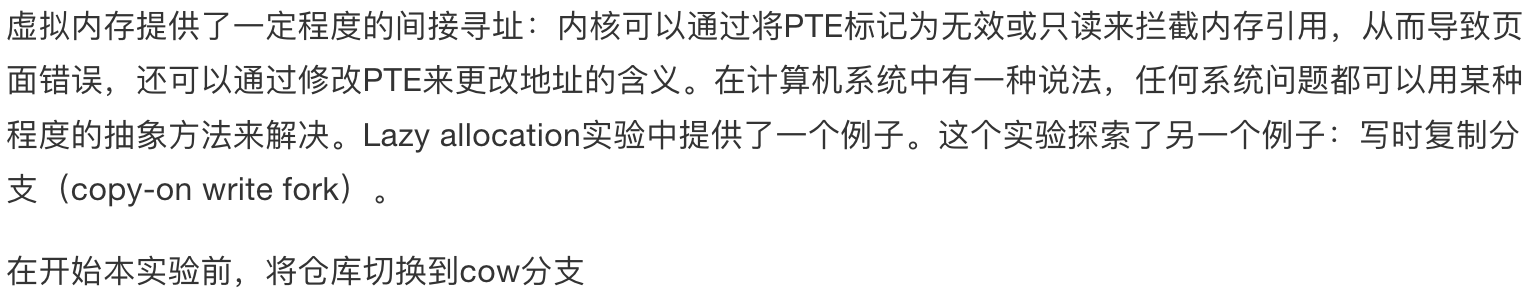 虚拟内存提供了一定程度的间接寻址：内核可以通过将PTE标记为无效或只读来拦截内存引用，从而导致页
面错误，还可以通过修改PTE来更改地址的含义。在计算机系统中有一种说法，任何系统问题都可以用某种
程度的抽象方法来解决。Lazy allocation实验中提供了一个例子。这个实验探索了另一个例子：写时复制分
支（copy-on write fork）。
在开始本实验前，将仓库切换到cow分支